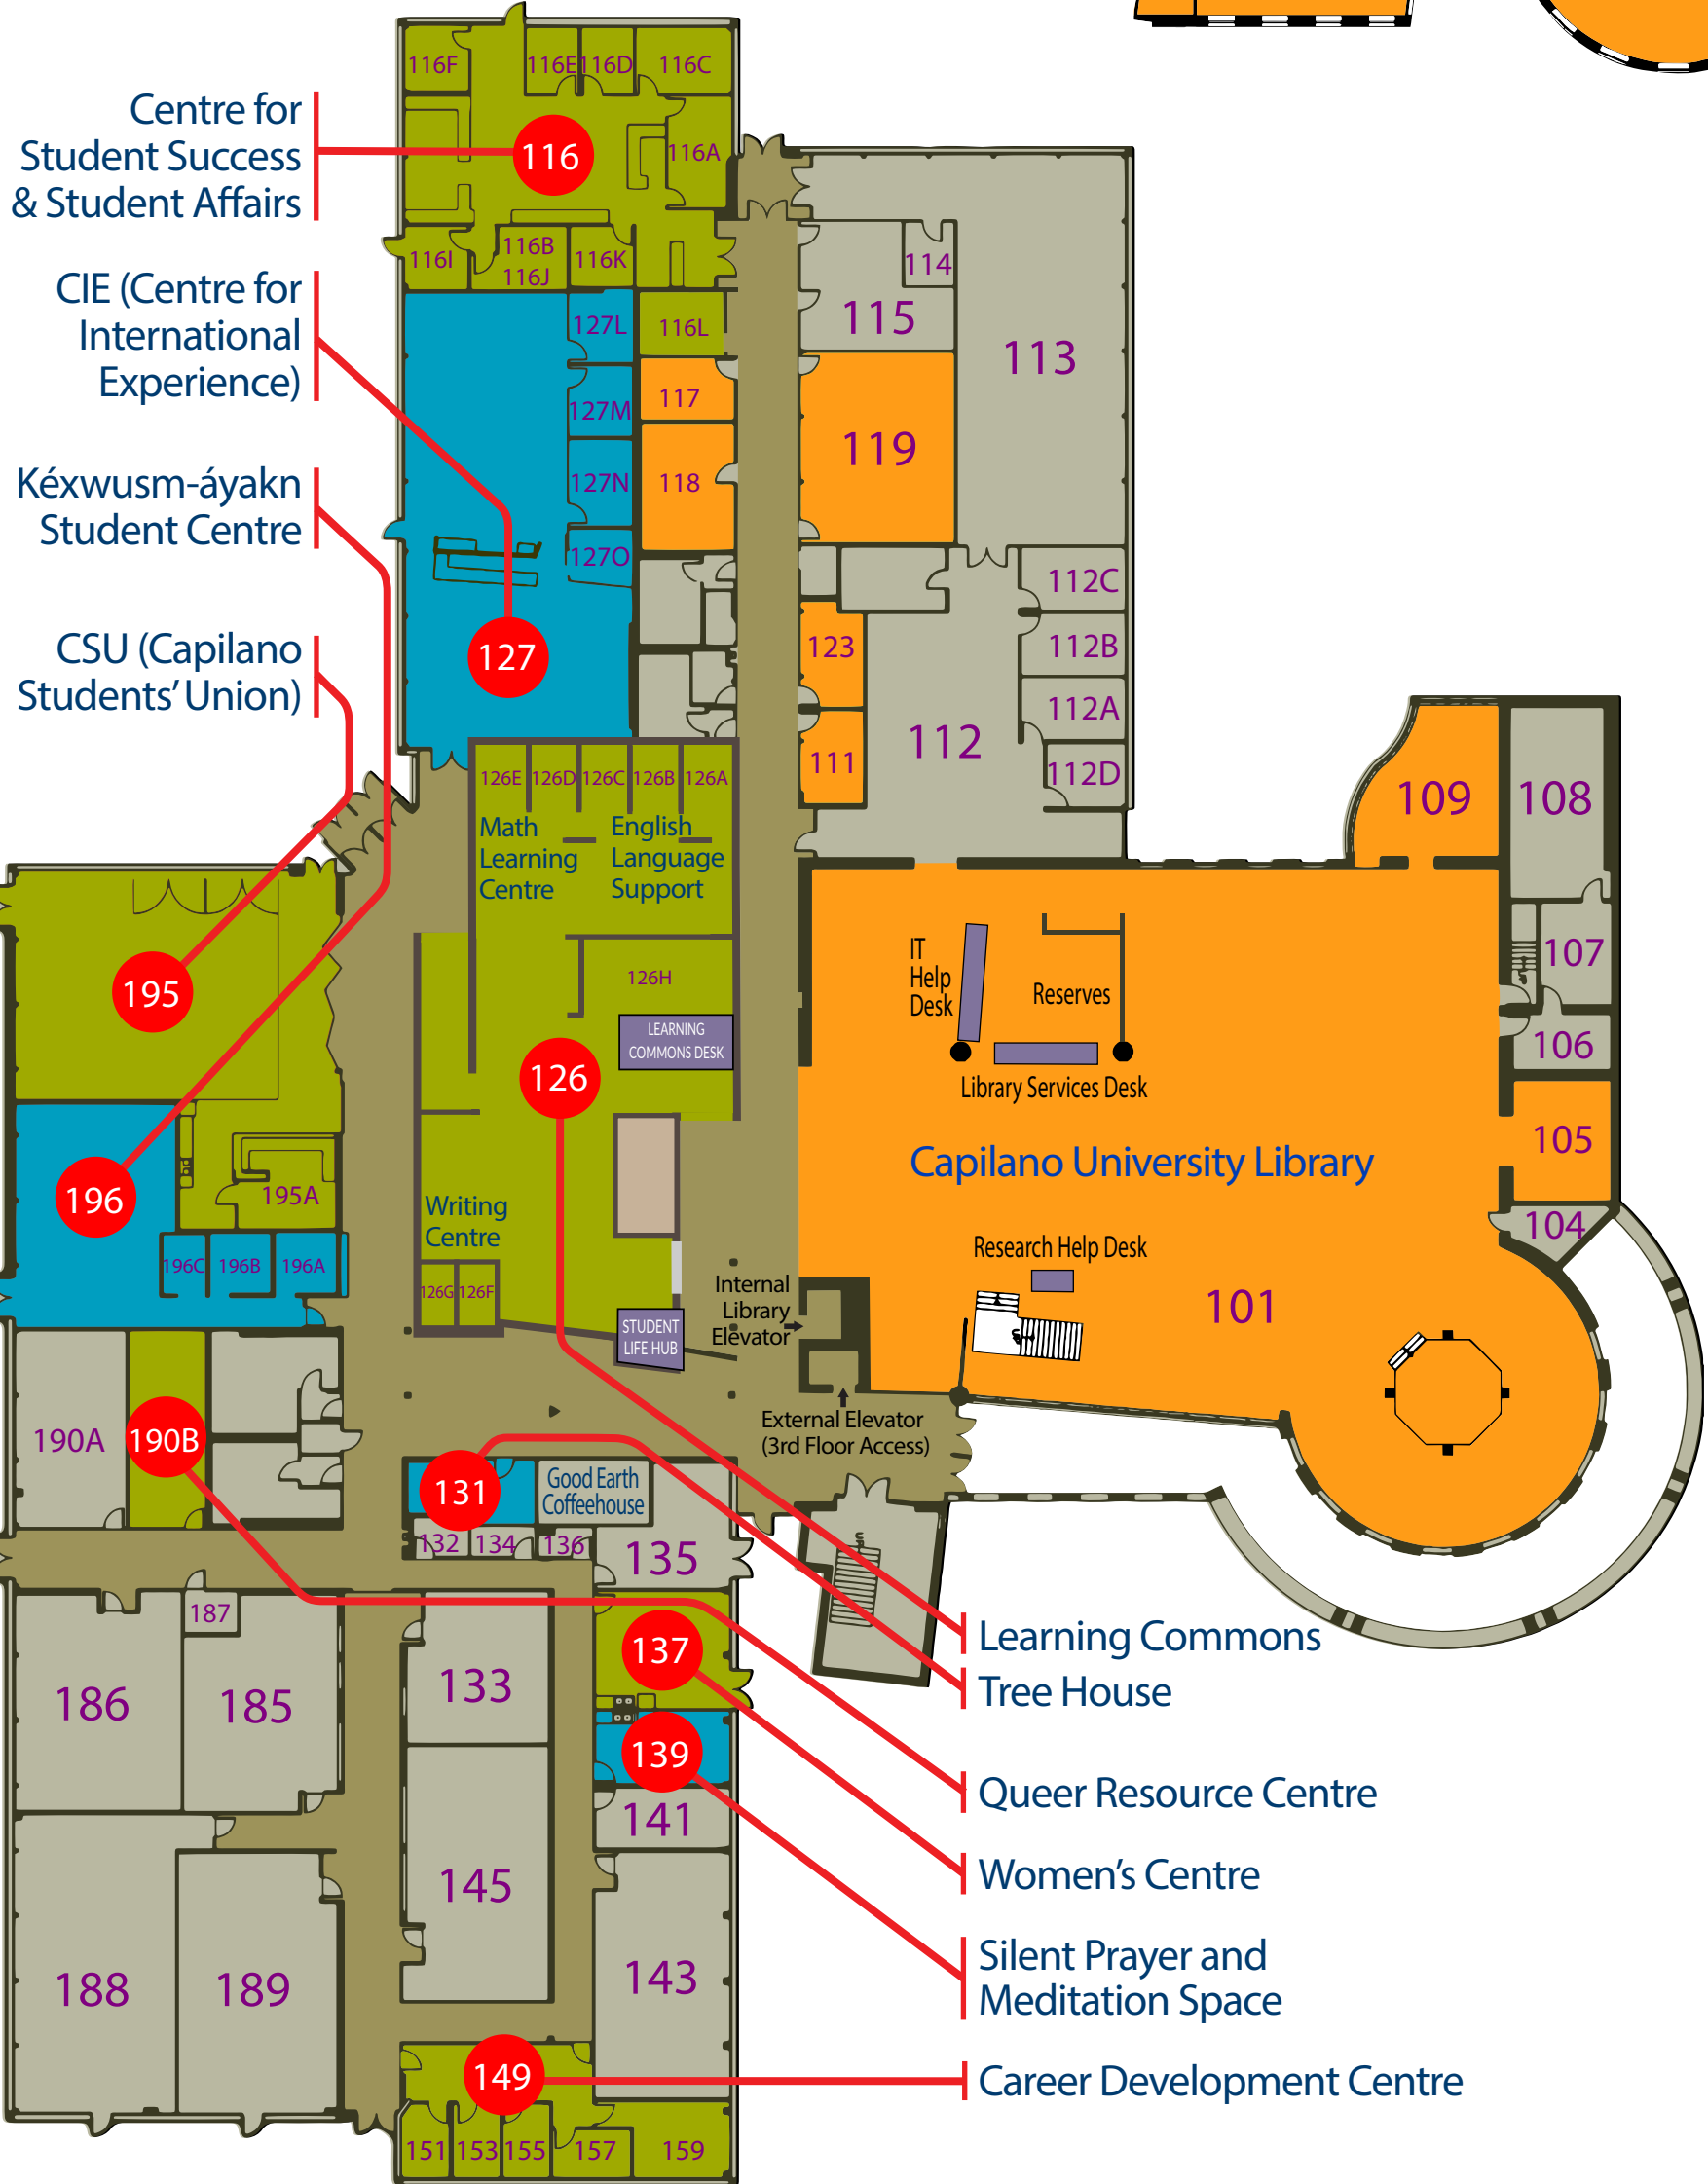 116F
116E
116D
116C
Centre for
Student Success
& Student Affairs
116
116A
116I
116B
116J
116K
114
115
113
CIE (Centre for
International
Experience)
127L
116L
127M
117
119
127N
118
127O
127
Kéxwusm-áyakn
Student Centre
CSU (Capilano
Students' Union)
112C
123
112B
112
112A
111
112D
109
108
107
106
105
104
126E
126D
126C
126B
126A
Math
Learning
Centre
English
Language
Support
126H
LEARNING
COMMONS DESK
126
195
195A
196
196C
196B
196A
Writing
Centre
126G
126F
STUDENT
LIFE HUB
IT
Help
Desk
Reserves
Library Services Desk
Capilano University Library
Research Help Desk
101
up
Internal
Library
Elevator
External Elevator
(3rd Floor Access)
up
190A
190B
131
Good Earth
Coffeehouse
132
134
136
135
187
186
185
133
137
139
141
145
143
188
189
149
151
153
155
157
159
Learning Commons
Tree House
Queer Resource Centre
Women's Centre
Silent Prayer and
Meditation Space
Career Development Centre